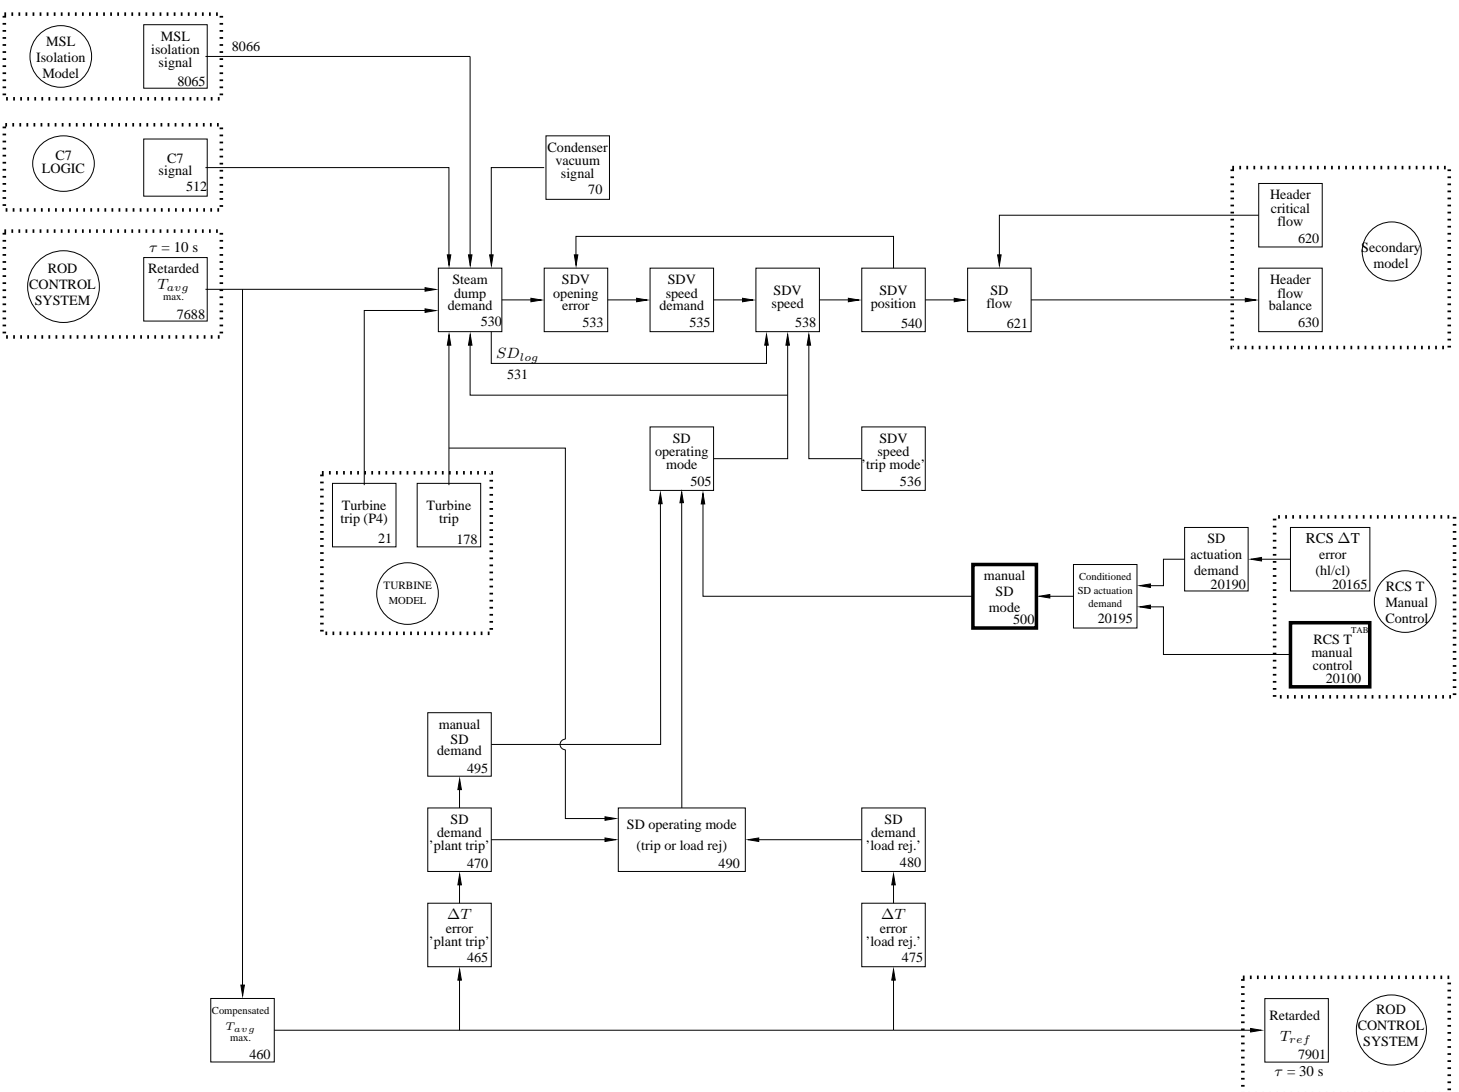 MSL
Isolation
Model
MSL
isolation
signal
8065
8066
C7
LOGIC
C7
signal
512
Condenser
vacuum
signal
70
τ = 10 s
ROD
CONTROL
SYSTEM
Retarded
T_avg
max.
7688
Steam
dump
demand
530
SDV
opening
error
533
SDV
speed
demand
535
SDV
speed
538
SDV
position
540
SD
flow
621
Header
critical
flow
620
Header
flow
balance
630
Secondary
model
SD_log
531
SD
operating
mode
505
SDV
speed
'trip mode'
536
Turbine
trip (P4)
21
Turbine
trip
178
TURBINE
MODEL
manual
SD
mode
500
Conditioned
SD actuation
demand
20195
SD
actuation
demand
20190
RCS ΔT
error
(hl/cl)
20165
RCS T
Manual
Control
TAB
RCS T
manual
control
20100
manual
SD
demand
495
SD
demand
'plant trip'
470
SD operating mode
(trip or load rej)
490
SD
demand
'load rej.'
480
ΔT
error
'plant trip'
465
ΔT
error
'load rej.'
475
Compensated
T_avg
max.
460
Retarded
T_ref
7901
τ = 30 s
ROD
CONTROL
SYSTEM